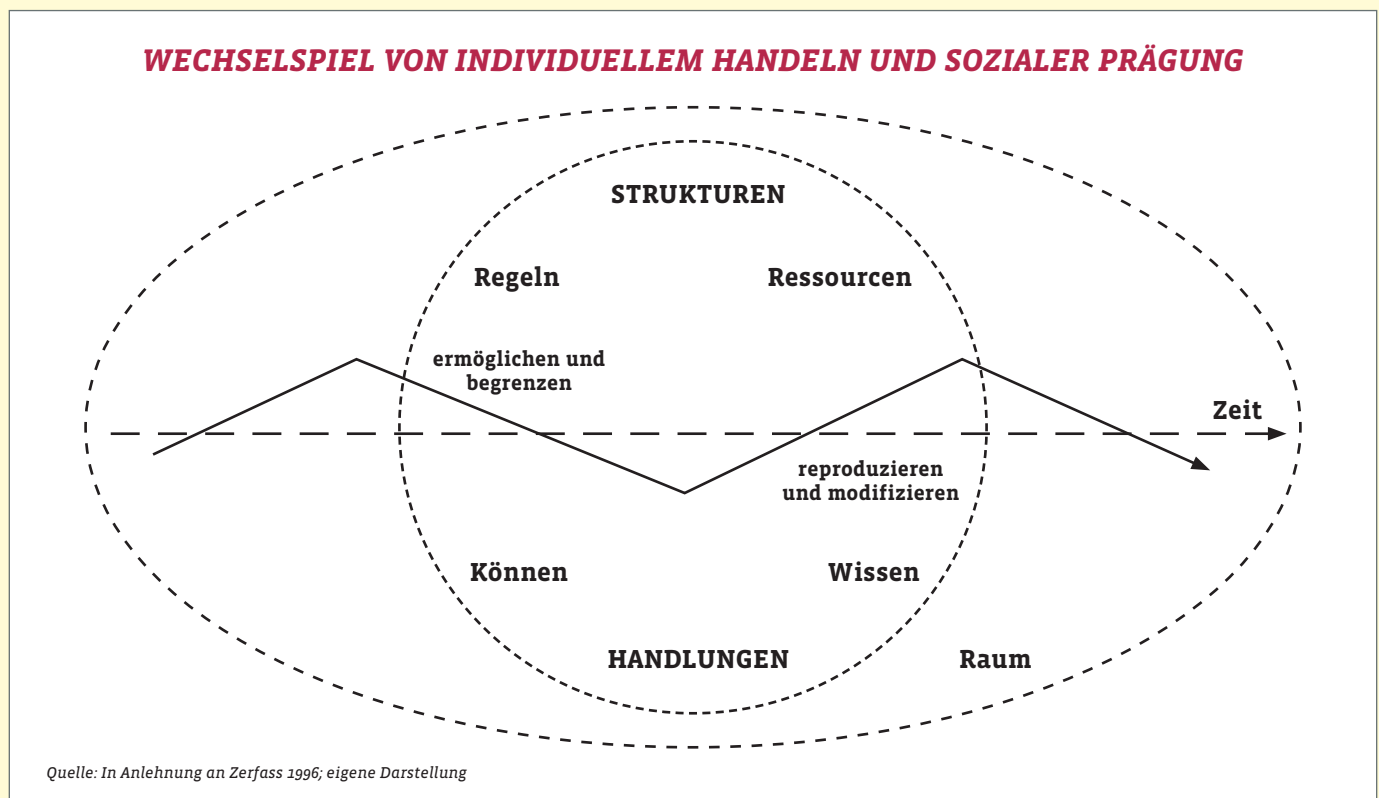 WECHSELSPIEL VON INDIVIDUELLEM HANDELN UND SOZIALER PRÄGUNG
STRUKTUREN
Regeln
Ressourcen
ermöglichen und
begrenzen
Zeit
reproduzieren
und modifizieren
Können
Wissen
HANDLUNGEN
Raum
Quelle: In Anlehnung an Zerfass 1996; eigene Darstellung